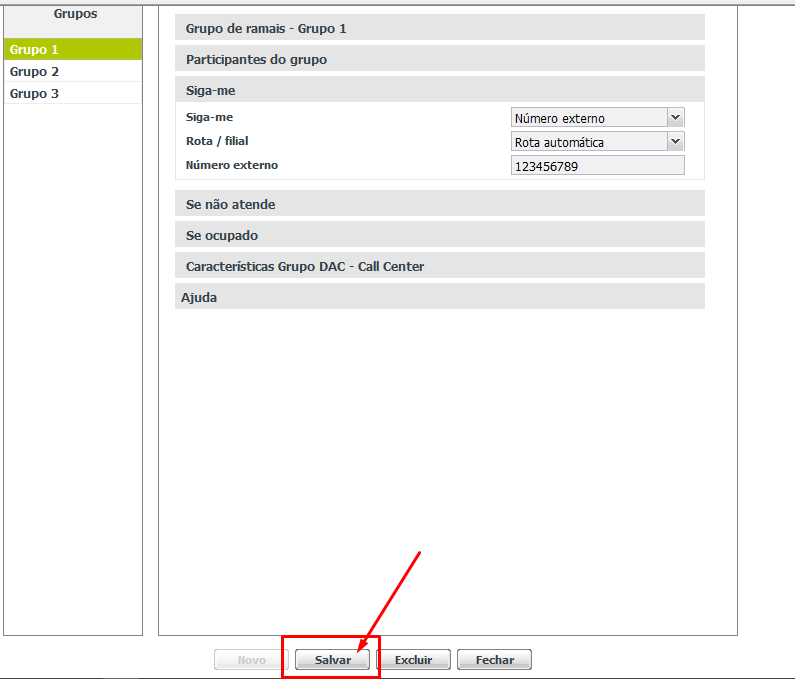 Grupos
Grupo 1
Grupo 2
Grupo 3
Grupo de ramais - Grupo 1
Participantes do grupo
Siga-me
Siga-me Número externo
Rota / filial Rota automática
Número externo 123456789
Se não atende
Se ocupado
Características Grupo DAC - Call Center
Ajuda
Novo Salvar Excluir Fechar